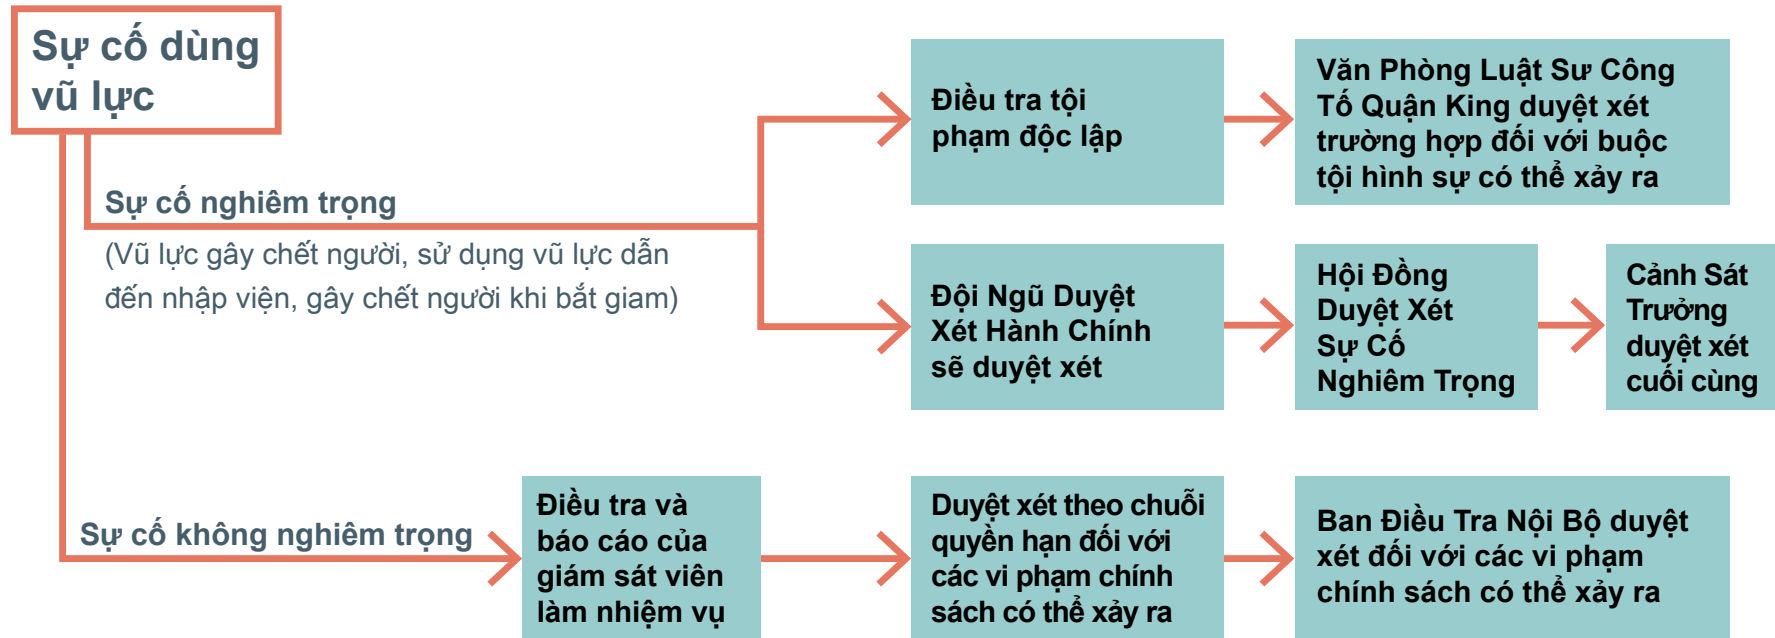 Sự cố dùng
vũ lực
Sự cố nghiêm trọng
(Vũ lực gây chết người, sử dụng vũ lực dẫn
đến nhập viện, gây chết người khi bắt giam)
Điều tra tội
phạm độc lập
Văn Phòng Luật Sư Công
Tố Quận King duyệt xét
trường hợp đối với buộc
tội hình sự có thể xảy ra
Đội Ngũ Duyệt
Xét Hành Chính
sẽ duyệt xét
Hội Đồng
Duyệt Xét
Sự Cố
Nghiêm Trọng
Cảnh Sát
Trưởng
duyệt xét
cuối cùng
Sự cố không nghiêm trọng
Điều tra và
báo cáo của
giám sát viên
làm nhiệm vụ
Duyệt xét theo chuỗi
quyền hạn đối với
các vi phạm chính
sách có thể xảy ra
Ban Điều Tra Nội Bộ duyệt
xét đối với các vi phạm
chính sách có thể xảy ra